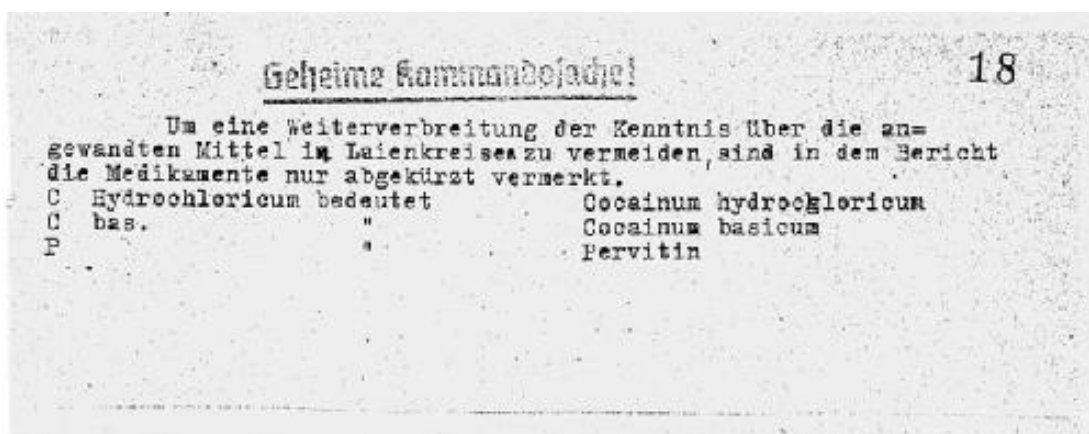 18
Geheime Kommandosache!
Um eine Weiterverbreitung der Kenntnis über die an=
gewandten Mittel in Laienkreisen zu vermeiden, sind in dem Bericht
die Medikamente nur abgekürzt vermerkt.
C Hydrochloricum bedeutet Cocainum hydrochloricum
C bas. " Cocainum basicum
P " Pervitin